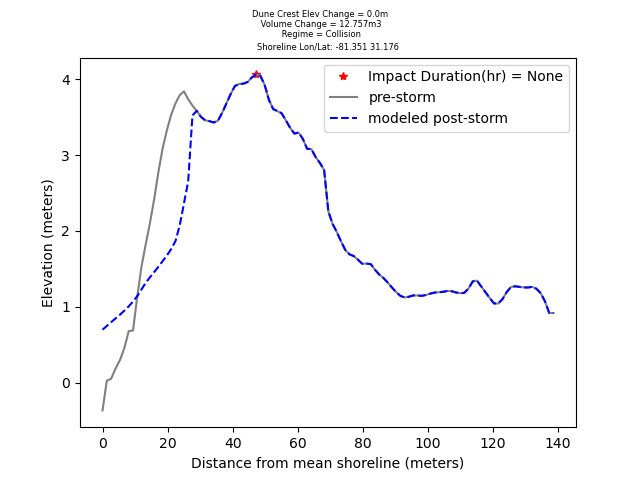 Dune Crest Elev Change = 0.0m
Volume Change = 12.757m3
Regime = Collision
Shoreline Lon/Lat: -81.351 31.176
Impact Duration(hr) = None
pre-storm
modeled post-storm
4
3
2
1
0
Elevation (meters)
0 20 40 60 80 100 120 140
Distance from mean shoreline (meters)